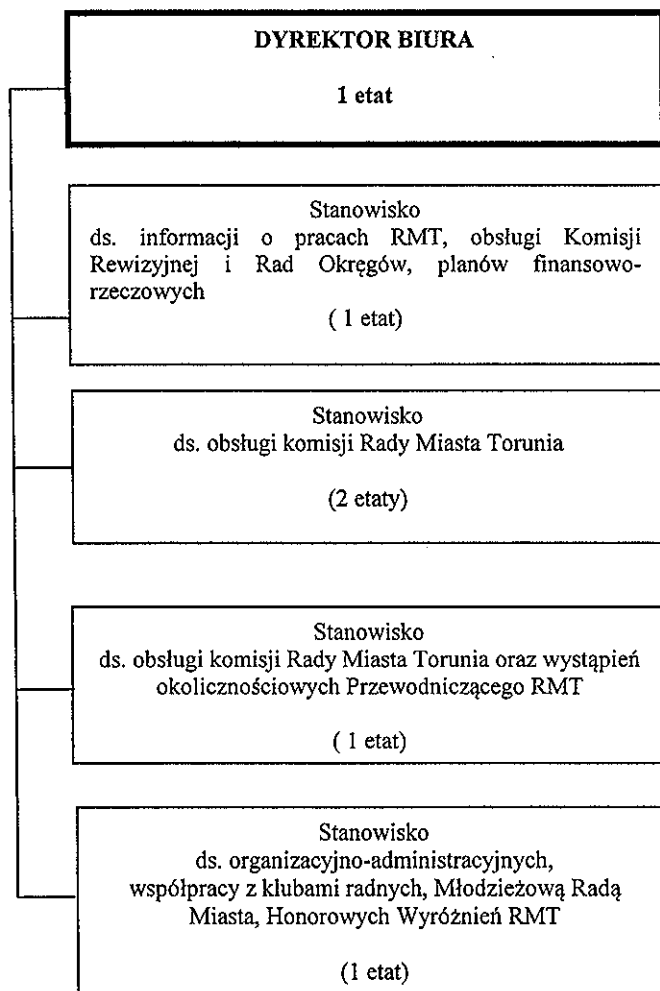 DYREKTOR BIURA
1 etat
Stanowisko
ds. informacji o pracach RMT, obsługi Komisji
Rewizyjnej i Rad Okręgów, planów finansowo-
rzeczowych
( 1 etat)
Stanowisko
ds. obsługi komisji Rady Miasta Torunia
(2 etaty)
Stanowisko
ds. obsługi komisji Rady Miasta Torunia oraz wystąpień
okolicznościowych Przewodniczącego RMT
( 1 etat)
Stanowisko
ds. organizacyjno-administracyjnych,
współpracy z klubami radnych, Młodzieżową Radą
Miasta, Honorowych Wyróżnień RMT
(1 etat)